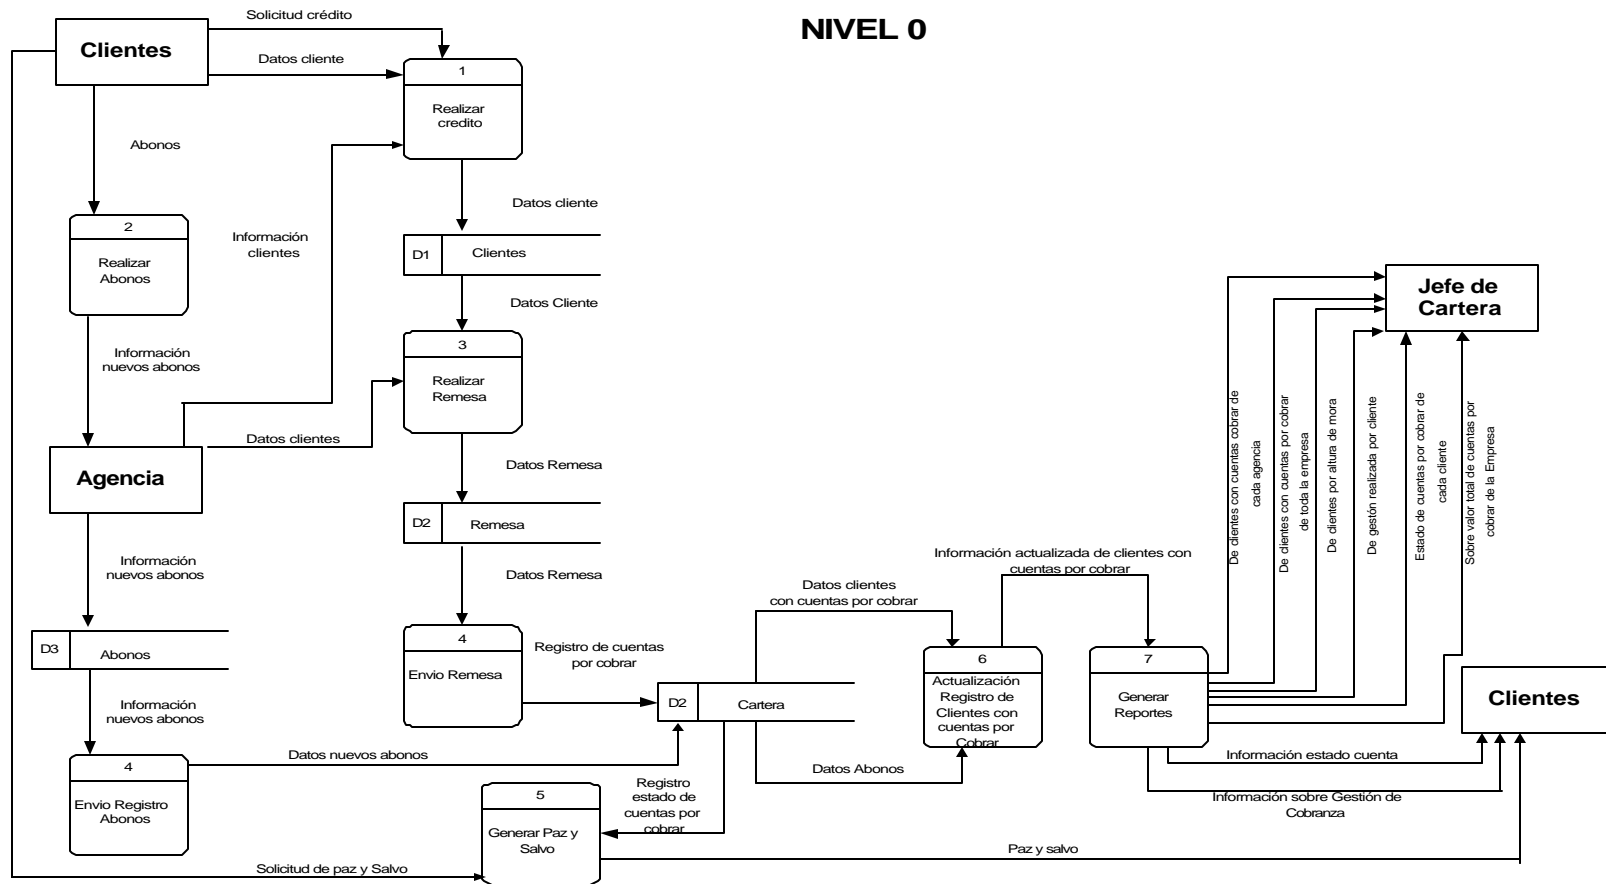 NIVEL 0
Solicitud crédito
Clientes
Datos cliente
1
Realizar
credito
Abonos
Datos cliente
2
Realizar
Abonos
Información
clientes
D1
Clientes
Datos Cliente
Jefe de
Cartera
Información
nuevos abonos
3
Realizar
Remesa
Datos clientes
Agencia
Datos Remesa
D2
Remesa
De clientes con cuentas cobrar de
cada agencia
De clientes con cuentas por cobrar
de toda la empresa
De clientes por altura de mora
De gestión realizada por cliente
Estado de cuentas por cobrar de
cada cliente
Sobre valor total de cuentas por
cobrar de la Empresa
Información
nuevos abonos
Datos Remesa
Información actualizada de clientes con
cuentas por cobrar
Datos clientes
con cuentas por cobrar
D3
Abonos
4
Envio Remesa
Registro de cuentas
por cobrar
6
Actualización
Registro de
Clientes con
cuentas por
Cobrar
7
Generar
Reportes
Clientes
D2
Cartera
Información
nuevos abonos
Datos nuevos abonos
Datos Abonos
Información estado cuenta
4
Envio Registro
Abonos
Registro
estado de
cuentas por
cobrar
5
Generar Paz y
Salvo
Información sobre Gestión de
Cobranza
Paz y salvo
Solicitud de paz y Salvo